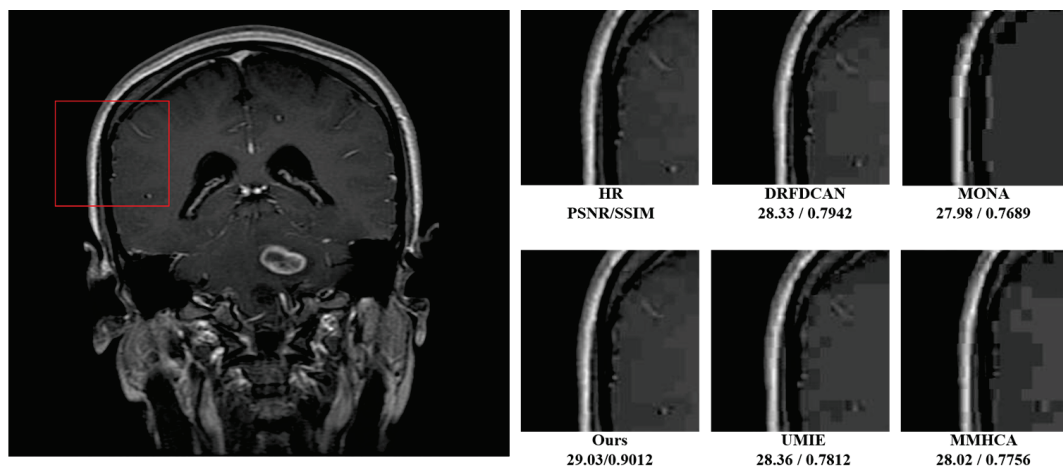 HR
PSNR/SSIM
DRFDCAN
28.33 / 0.7942
MONA
27.98 / 0.7689
Ours
29.03/0.9012
UMIE
28.36 / 0.7812
MMHCA
28.02 / 0.7756